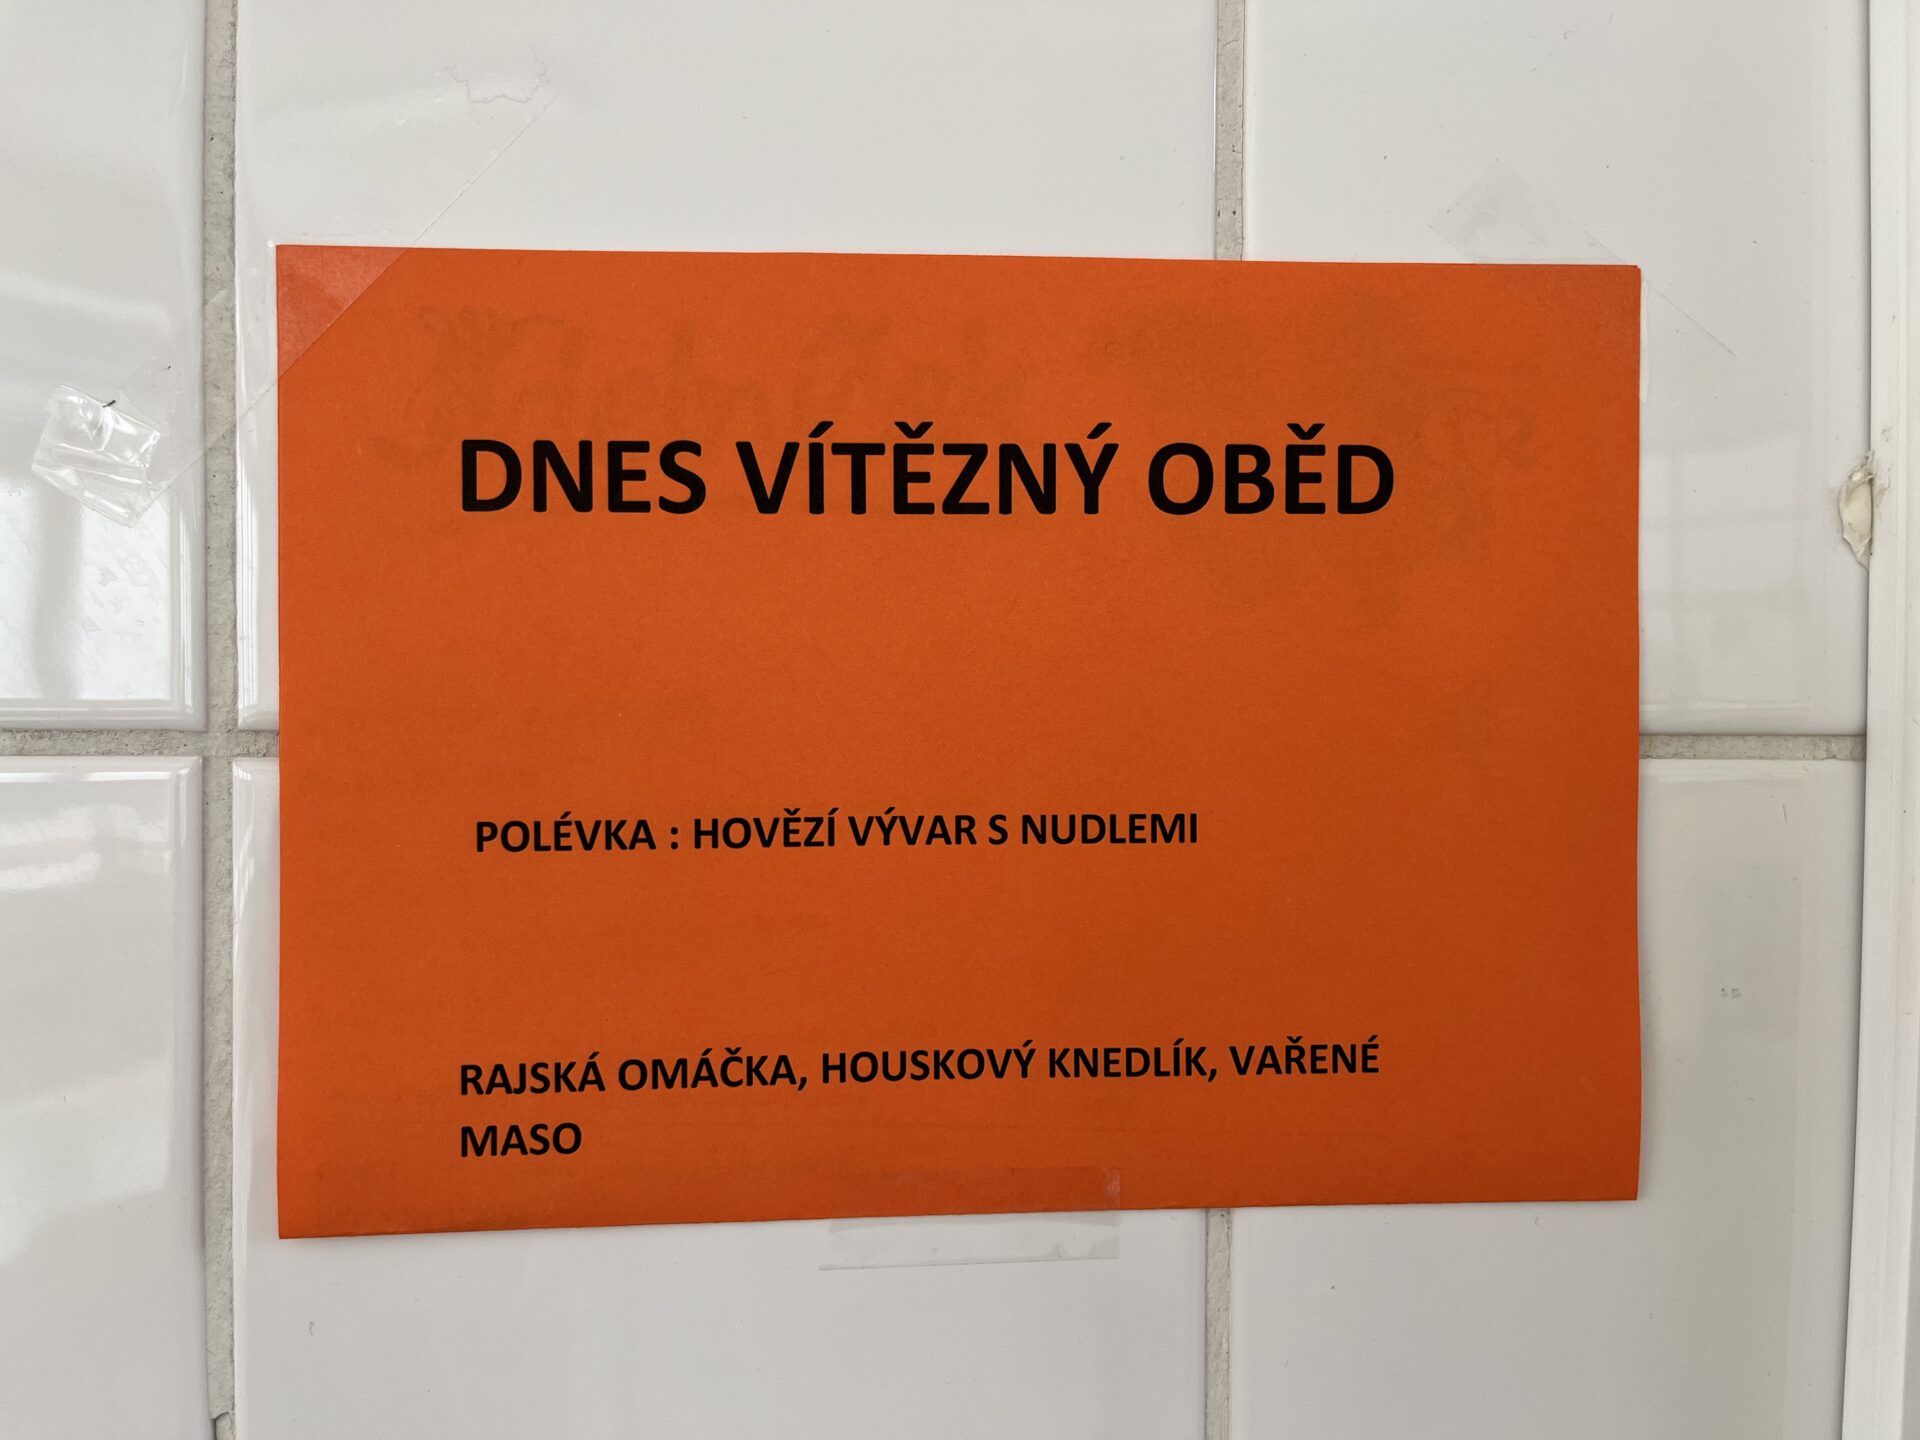 DNES VÍTĚZNÝ OBĚD
POLÉVKA : HOVĚZÍ VÝVAR S NUDLEMI
RAJSKÁ OMÁČKA, HOUSKOVÝ KNEDLÍK, VAŘENÉ
MASO